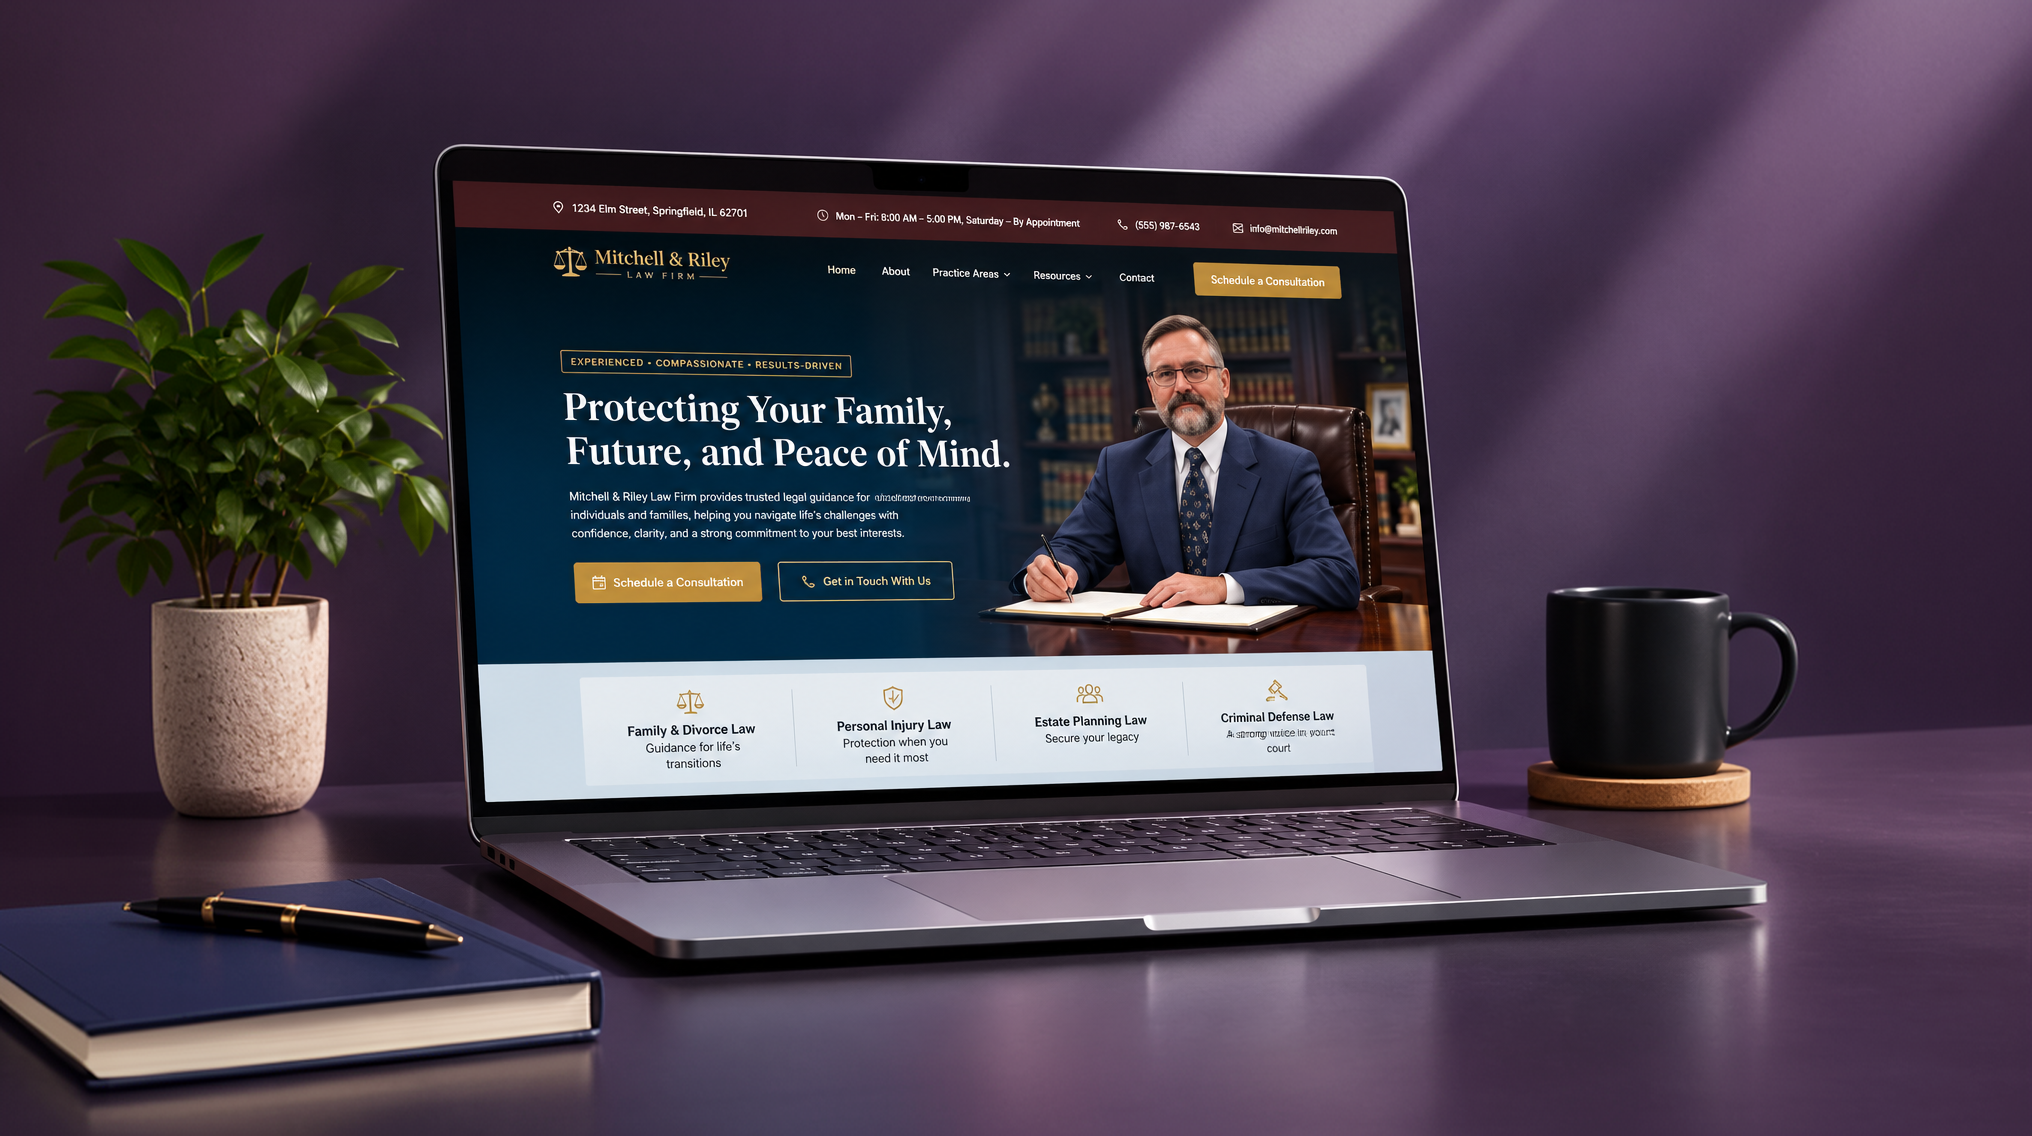 1234 Elm Street, Springfield, IL 62701
Mon – Fri: 8:00 AM – 5:00 PM, Saturday – By Appointment
(555) 987-6543
info@mitchellriley.com
Mitchell & Riley
LAW FIRM
Home
About
Practice Areas
Resources
Contact
Schedule a Consultation
EXPERIENCED • COMPASSIONATE • RESULTS-DRIVEN
Protecting Your Family,
Future, and Peace of Mind.
Mitchell & Riley Law Firm provides trusted legal guidance for
individuals and families, helping you navigate life's challenges with
confidence, clarity, and a strong commitment to your best interests.
Schedule a Consultation
Get in Touch With Us
Family & Divorce Law
Guidance for life's
transitions
Personal Injury Law
Protection when you
need it most
Estate Planning Law
Secure your legacy
Criminal Defense Law
court